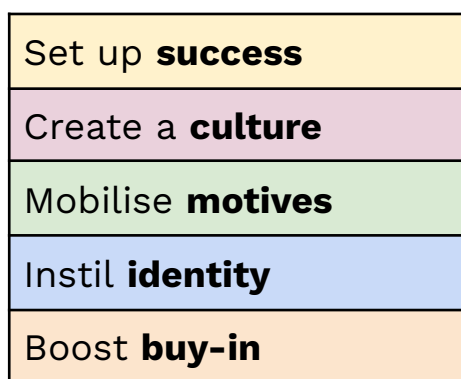 Set up success
Create a culture
Mobilise motives
Instil identity
Boost buy-in